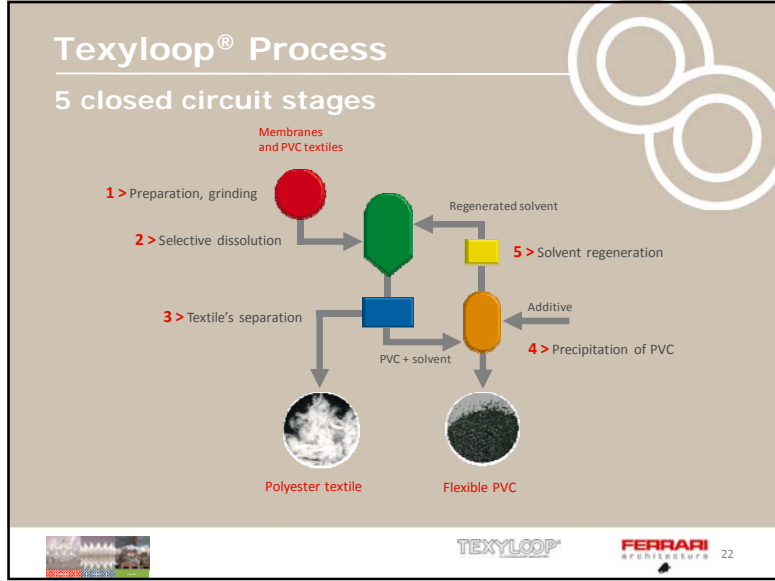 Texyloop® Process
5 closed circuit stages
Membranes
and PVC textiles
1 > Preparation, grinding
Regenerated solvent
2 > Selective dissolution
5 > Solvent regeneration
3 > Textile's separation
Additive
PVC + solvent
4 > Precipitation of PVC
Polyester textile
Flexible PVC
TEXYLOOP®
FERRARI
architecture
22